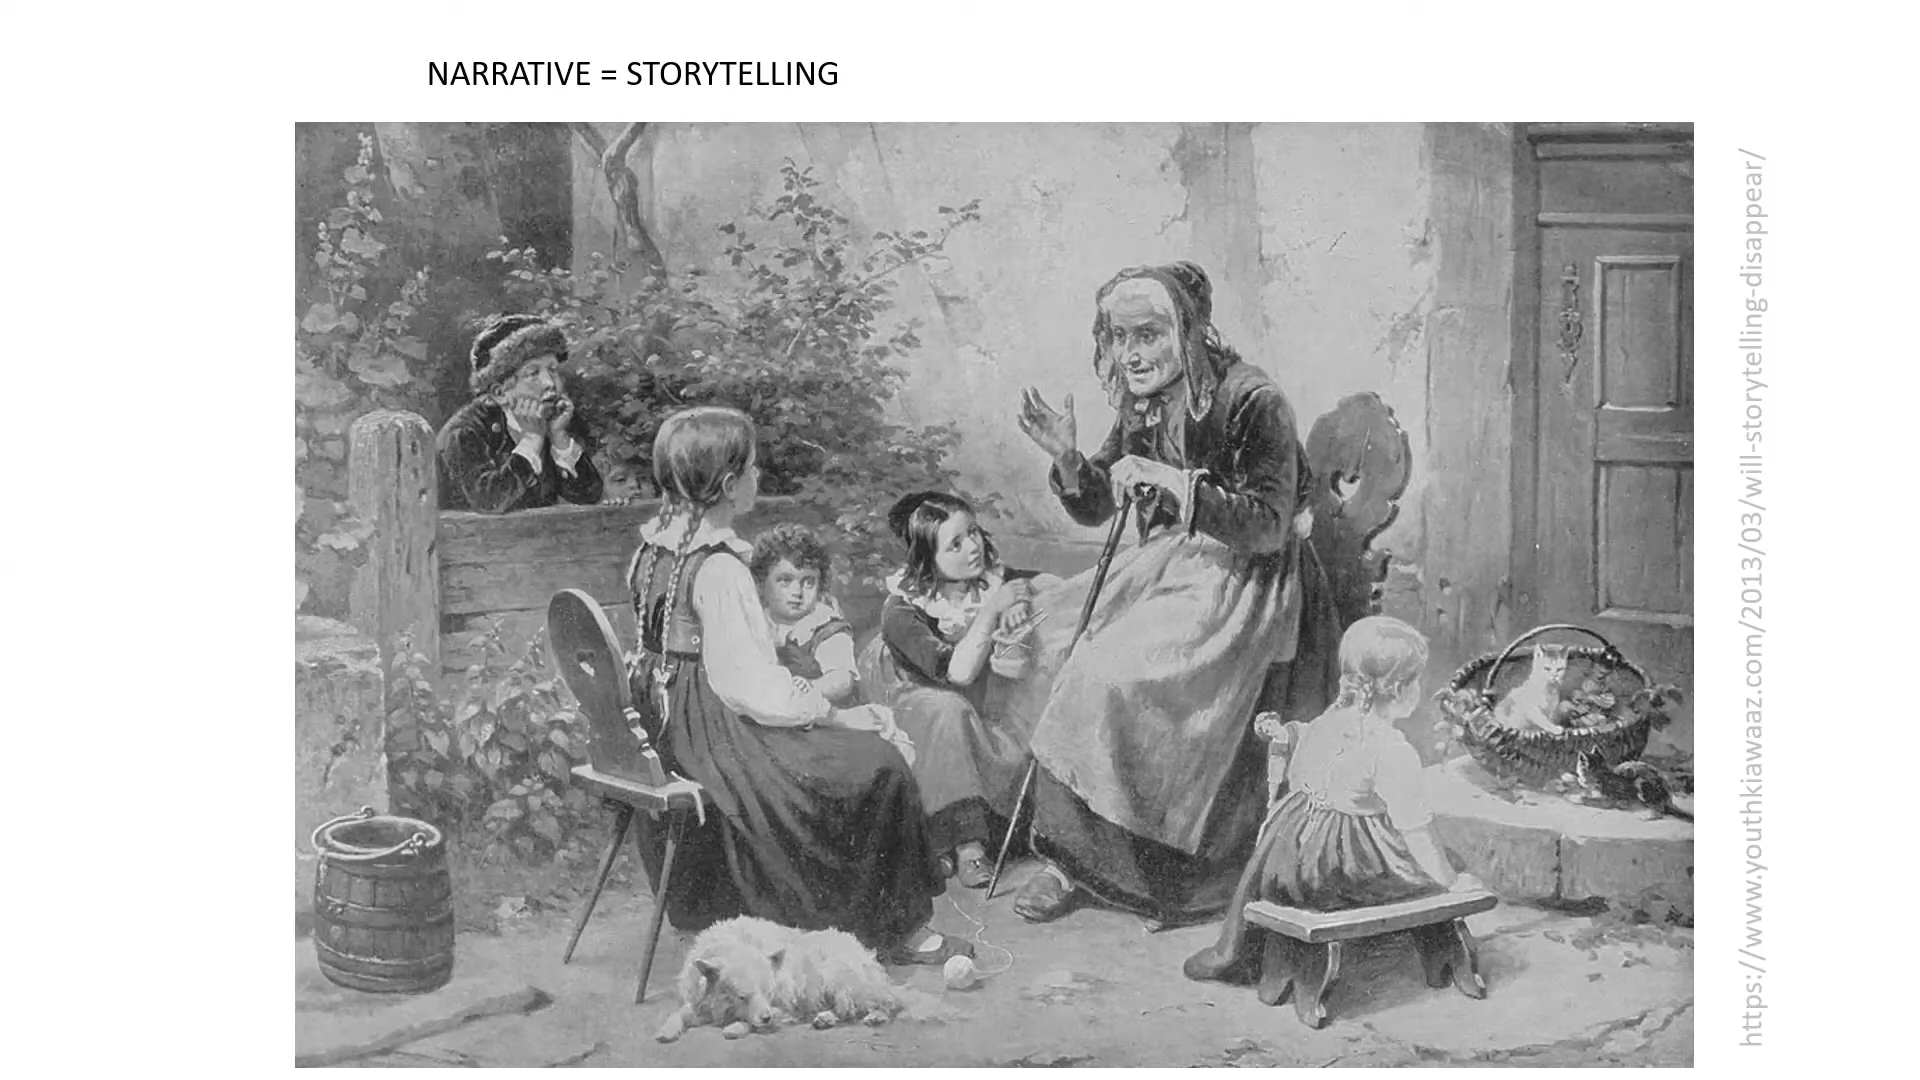 NARRATIVE = STORYTELLING
https://www.youthkiawaaz.com/2013/03/will-storytelling-disappear/